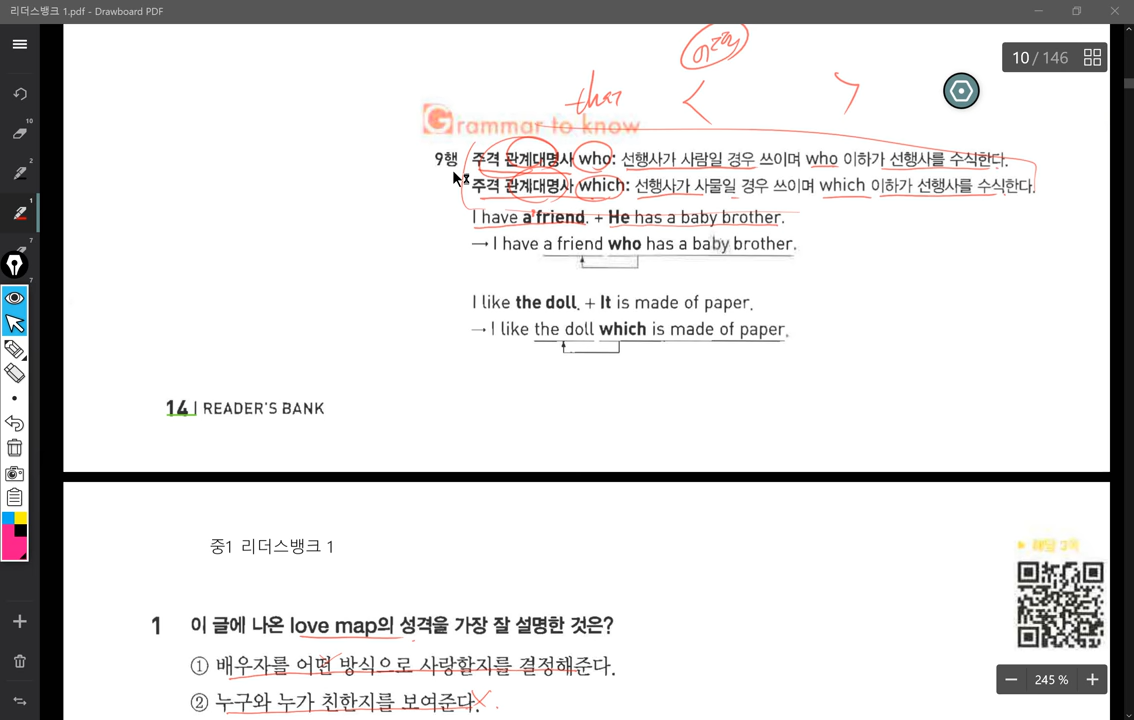 리더스뱅크 1.pdf - Drawboard PDF
10 / 146
that
Grammar to know
9행 주격 관계대명사 who: 선행사가 사람일 경우 쓰이며 who 이하가 선행사를 수식한다.
주격 관계대명사 which: 선행사가 사물일 경우 쓰이며 which 이하가 선행사를 수식한다.
I have a friend. + He has a baby brother.
→ I have a friend who has a baby brother.
I like the doll. + It is made of paper.
→ I like the doll which is made of paper.
14 | READER'S BANK
중1 리더스뱅크 1
1 이 글에 나온 love map의 성격을 가장 잘 설명한 것은?
① 배우자를 어떤 방식으로 사랑할지를 결정해준다.
② 누구와 누가 친한지를 보여준다.
245 %
10
2
1
7
7